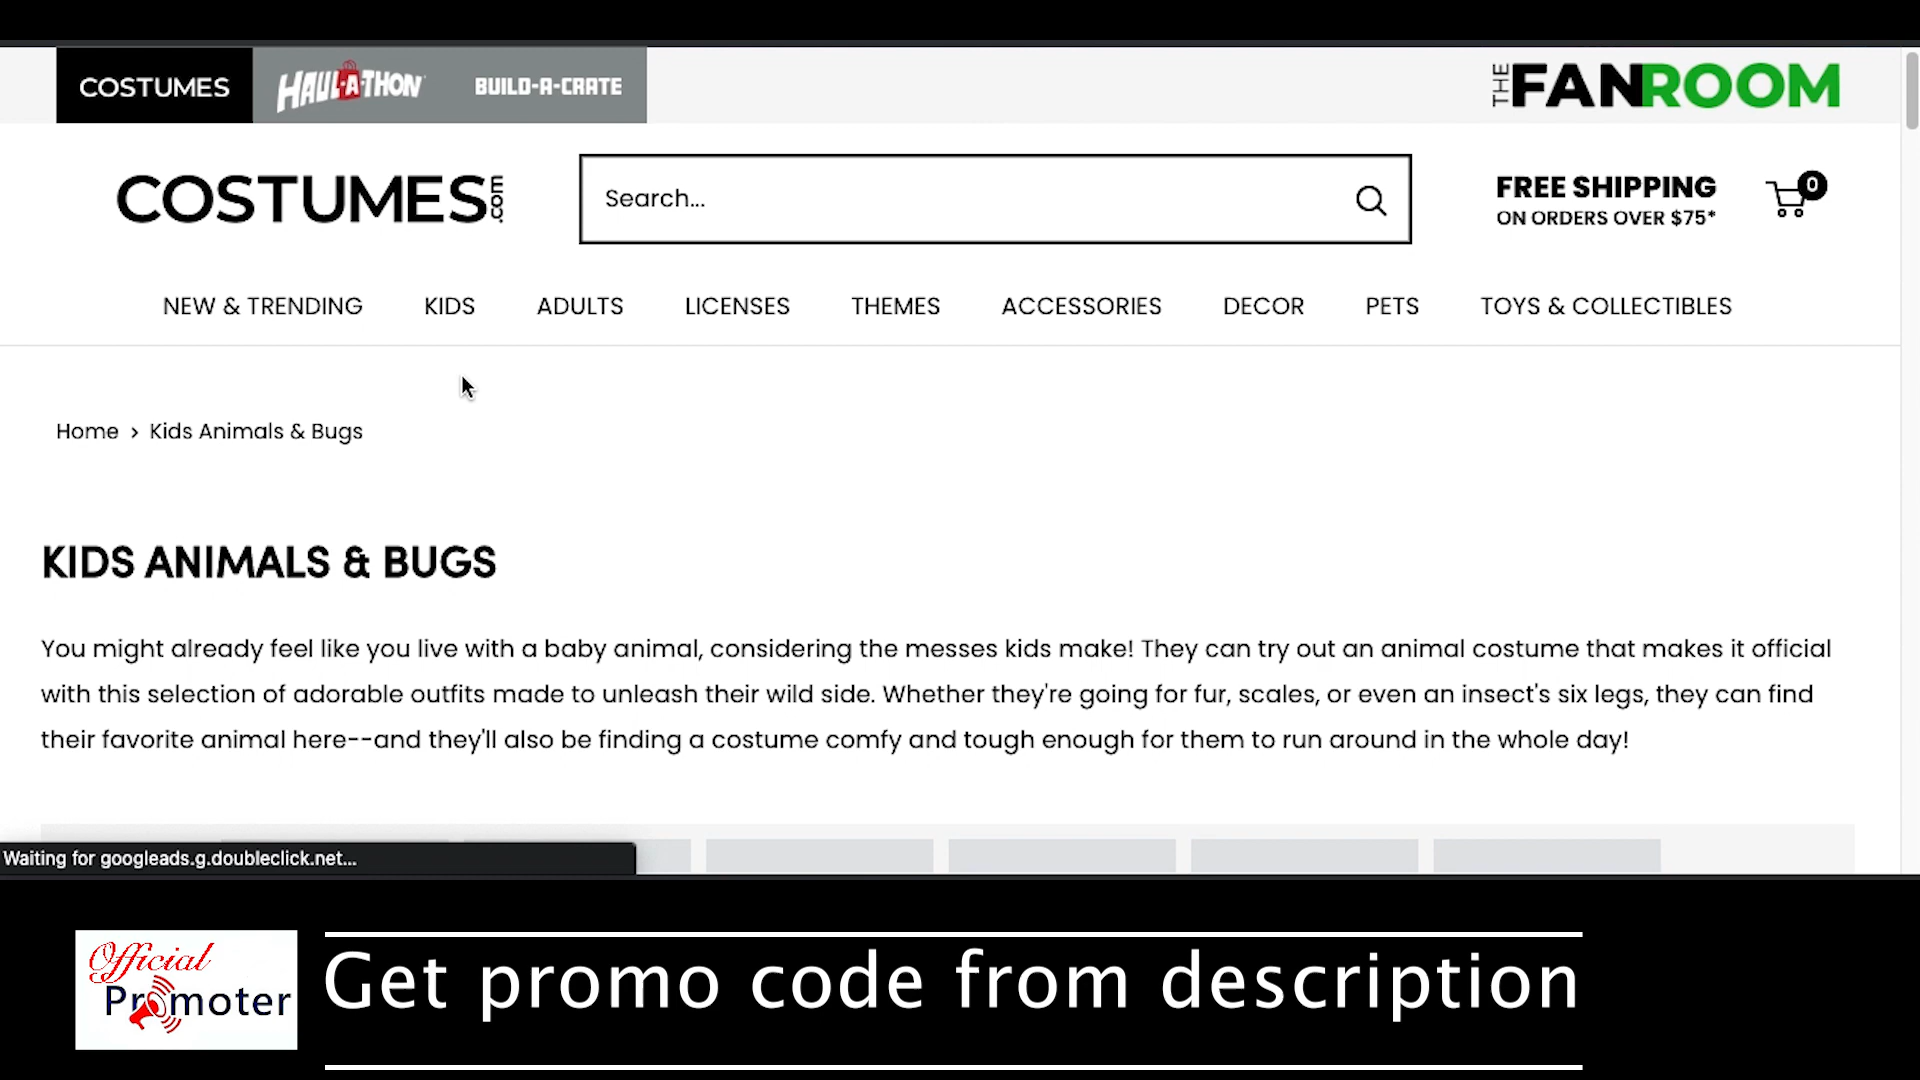 COSTUMES
HAUL-A-THON
BUILD-A-CRATE
THE FANROOM
COSTUMES.com
Search...
FREE SHIPPING
ON ORDERS OVER $75*
0
NEW & TRENDING
KIDS
ADULTS
LICENSES
THEMES
ACCESSORIES
DECOR
PETS
TOYS & COLLECTIBLES
Home › Kids Animals & Bugs
KIDS ANIMALS & BUGS
You might already feel like you live with a baby animal, considering the messes kids make! They can try out an animal costume that makes it official
with this selection of adorable outfits made to unleash their wild side. Whether they're going for fur, scales, or even an insect's six legs, they can find
their favorite animal here--and they'll also be finding a costume comfy and tough enough for them to run around in the whole day!
Waiting for googleads.g.doubleclick.net...
Official
Promoter
Get promo code from description